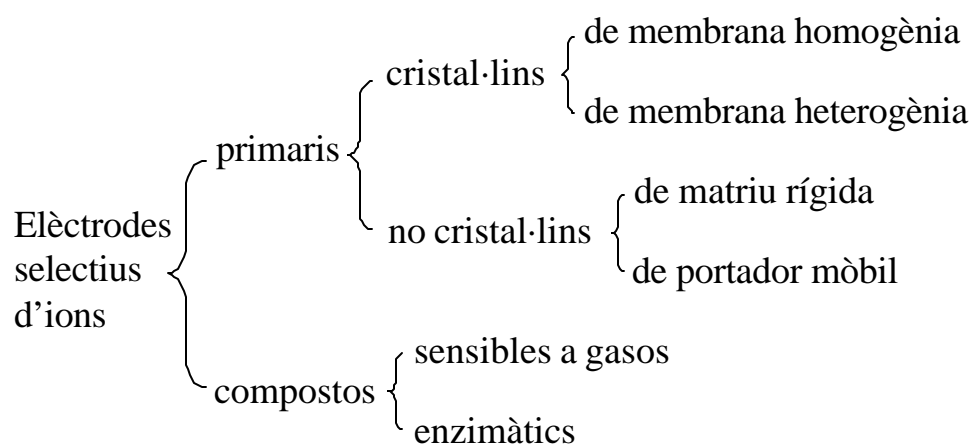 Elèctrodes
selectius
d’ions
primaris
cristal·lins
de membrana homogènia
de membrana heterogènia
no cristal·lins
de matriu rígida
de portador mòbil
compostos
sensibles a gasos
enzimàtics